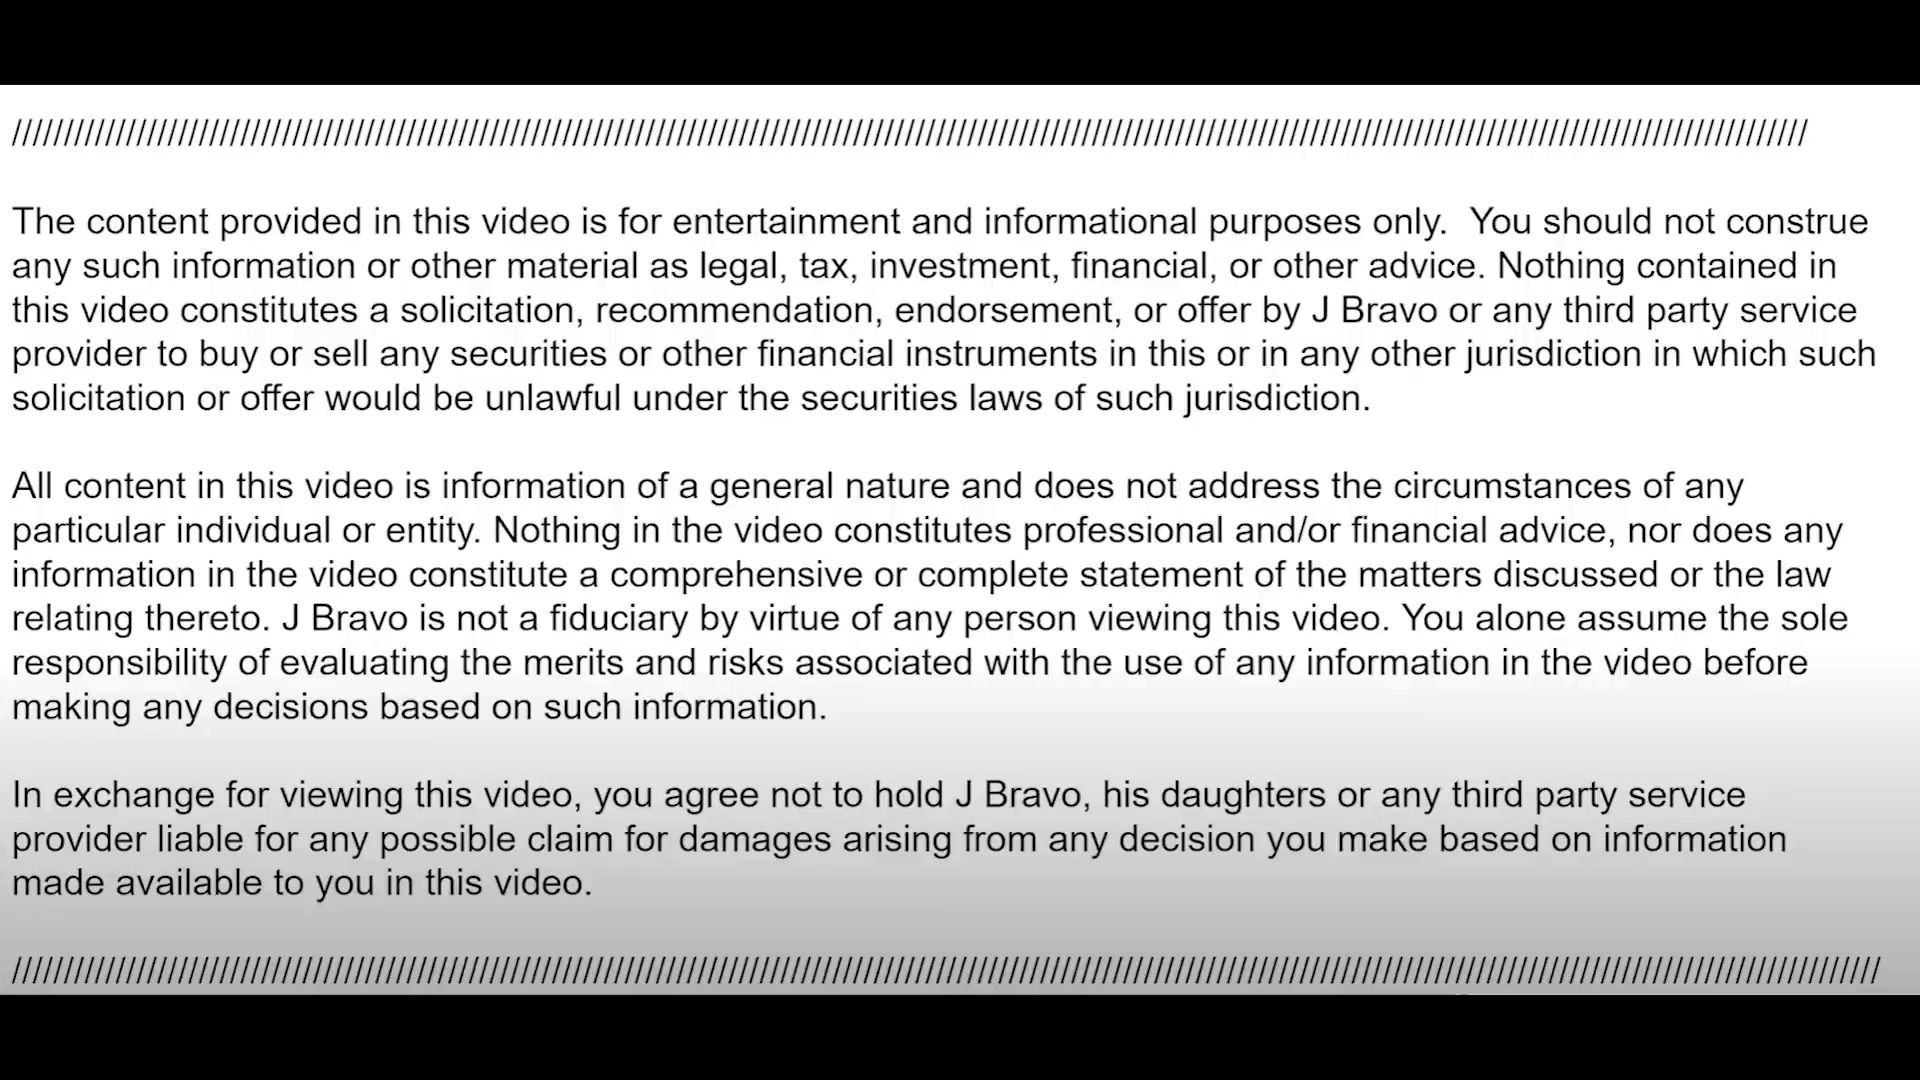 ////////////////////////////////////////////////////////////////////////////////////////////////////////////////////////////////////////////////////////////////////////////////
The content provided in this video is for entertainment and informational purposes only.  You should not construe
any such information or other material as legal, tax, investment, financial, or other advice. Nothing contained in
this video constitutes a solicitation, recommendation, endorsement, or offer by J Bravo or any third party service
provider to buy or sell any securities or other financial instruments in this or in any other jurisdiction in which such
solicitation or offer would be unlawful under the securities laws of such jurisdiction.
All content in this video is information of a general nature and does not address the circumstances of any
particular individual or entity. Nothing in the video constitutes professional and/or financial advice, nor does any
information in the video constitute a comprehensive or complete statement of the matters discussed or the law
relating thereto. J Bravo is not a fiduciary by virtue of any person viewing this video. You alone assume the sole
responsibility of evaluating the merits and risks associated with the use of any information in the video before
making any decisions based on such information.
In exchange for viewing this video, you agree not to hold J Bravo, his daughters or any third party service
provider liable for any possible claim for damages arising from any decision you make based on information
made available to you in this video.
////////////////////////////////////////////////////////////////////////////////////////////////////////////////////////////////////////////////////////////////////////////////////////